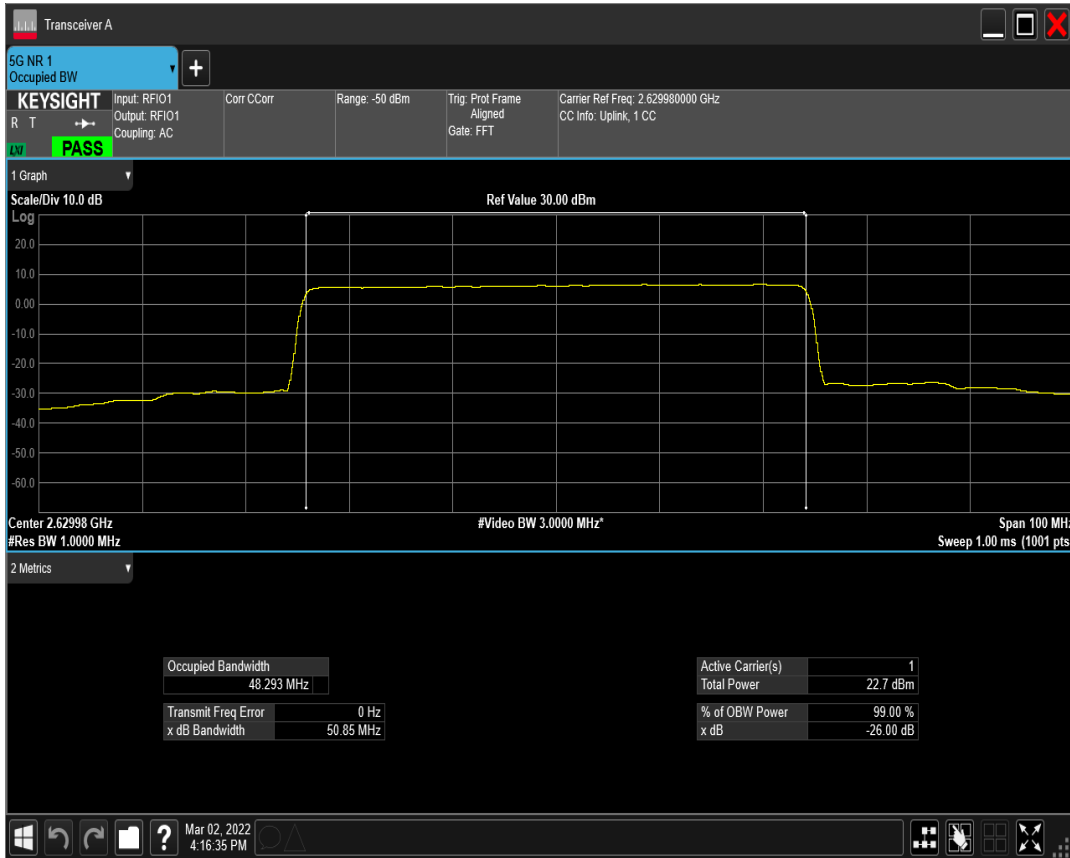 Transceiver A
5G NR 1
Occupied BW
KEYSIGHT
R T
LXI
PASS
Input: RFIO1
Output: RFIO1
Coupling: AC
Corr CCorr
Range: -50 dBm
Trig: Prot Frame
Aligned
Gate: FFT
Carrier Ref Freq: 2.629980000 GHz
CC Info: Uplink, 1 CC
1 Graph
Scale/Div 10.0 dB
Ref Value 30.00 dBm
Log
20.0
10.0
0.00
-10.0
-20.0
-30.0
-40.0
-50.0
-60.0
Center 2.62998 GHz
#Video BW 3.0000 MHz*
Span 100 MHz
#Res BW 1.0000 MHz
Sweep 1.00 ms (1001 pts
2 Metrics
Occupied Bandwidth
48.293 MHz
Transmit Freq Error 0 Hz
x dB Bandwidth 50.85 MHz
Active Carrier(s) 1
Total Power 22.7 dBm
% of OBW Power 99.00 %
x dB -26.00 dB
?
Mar 02, 2022
4:16:35 PM